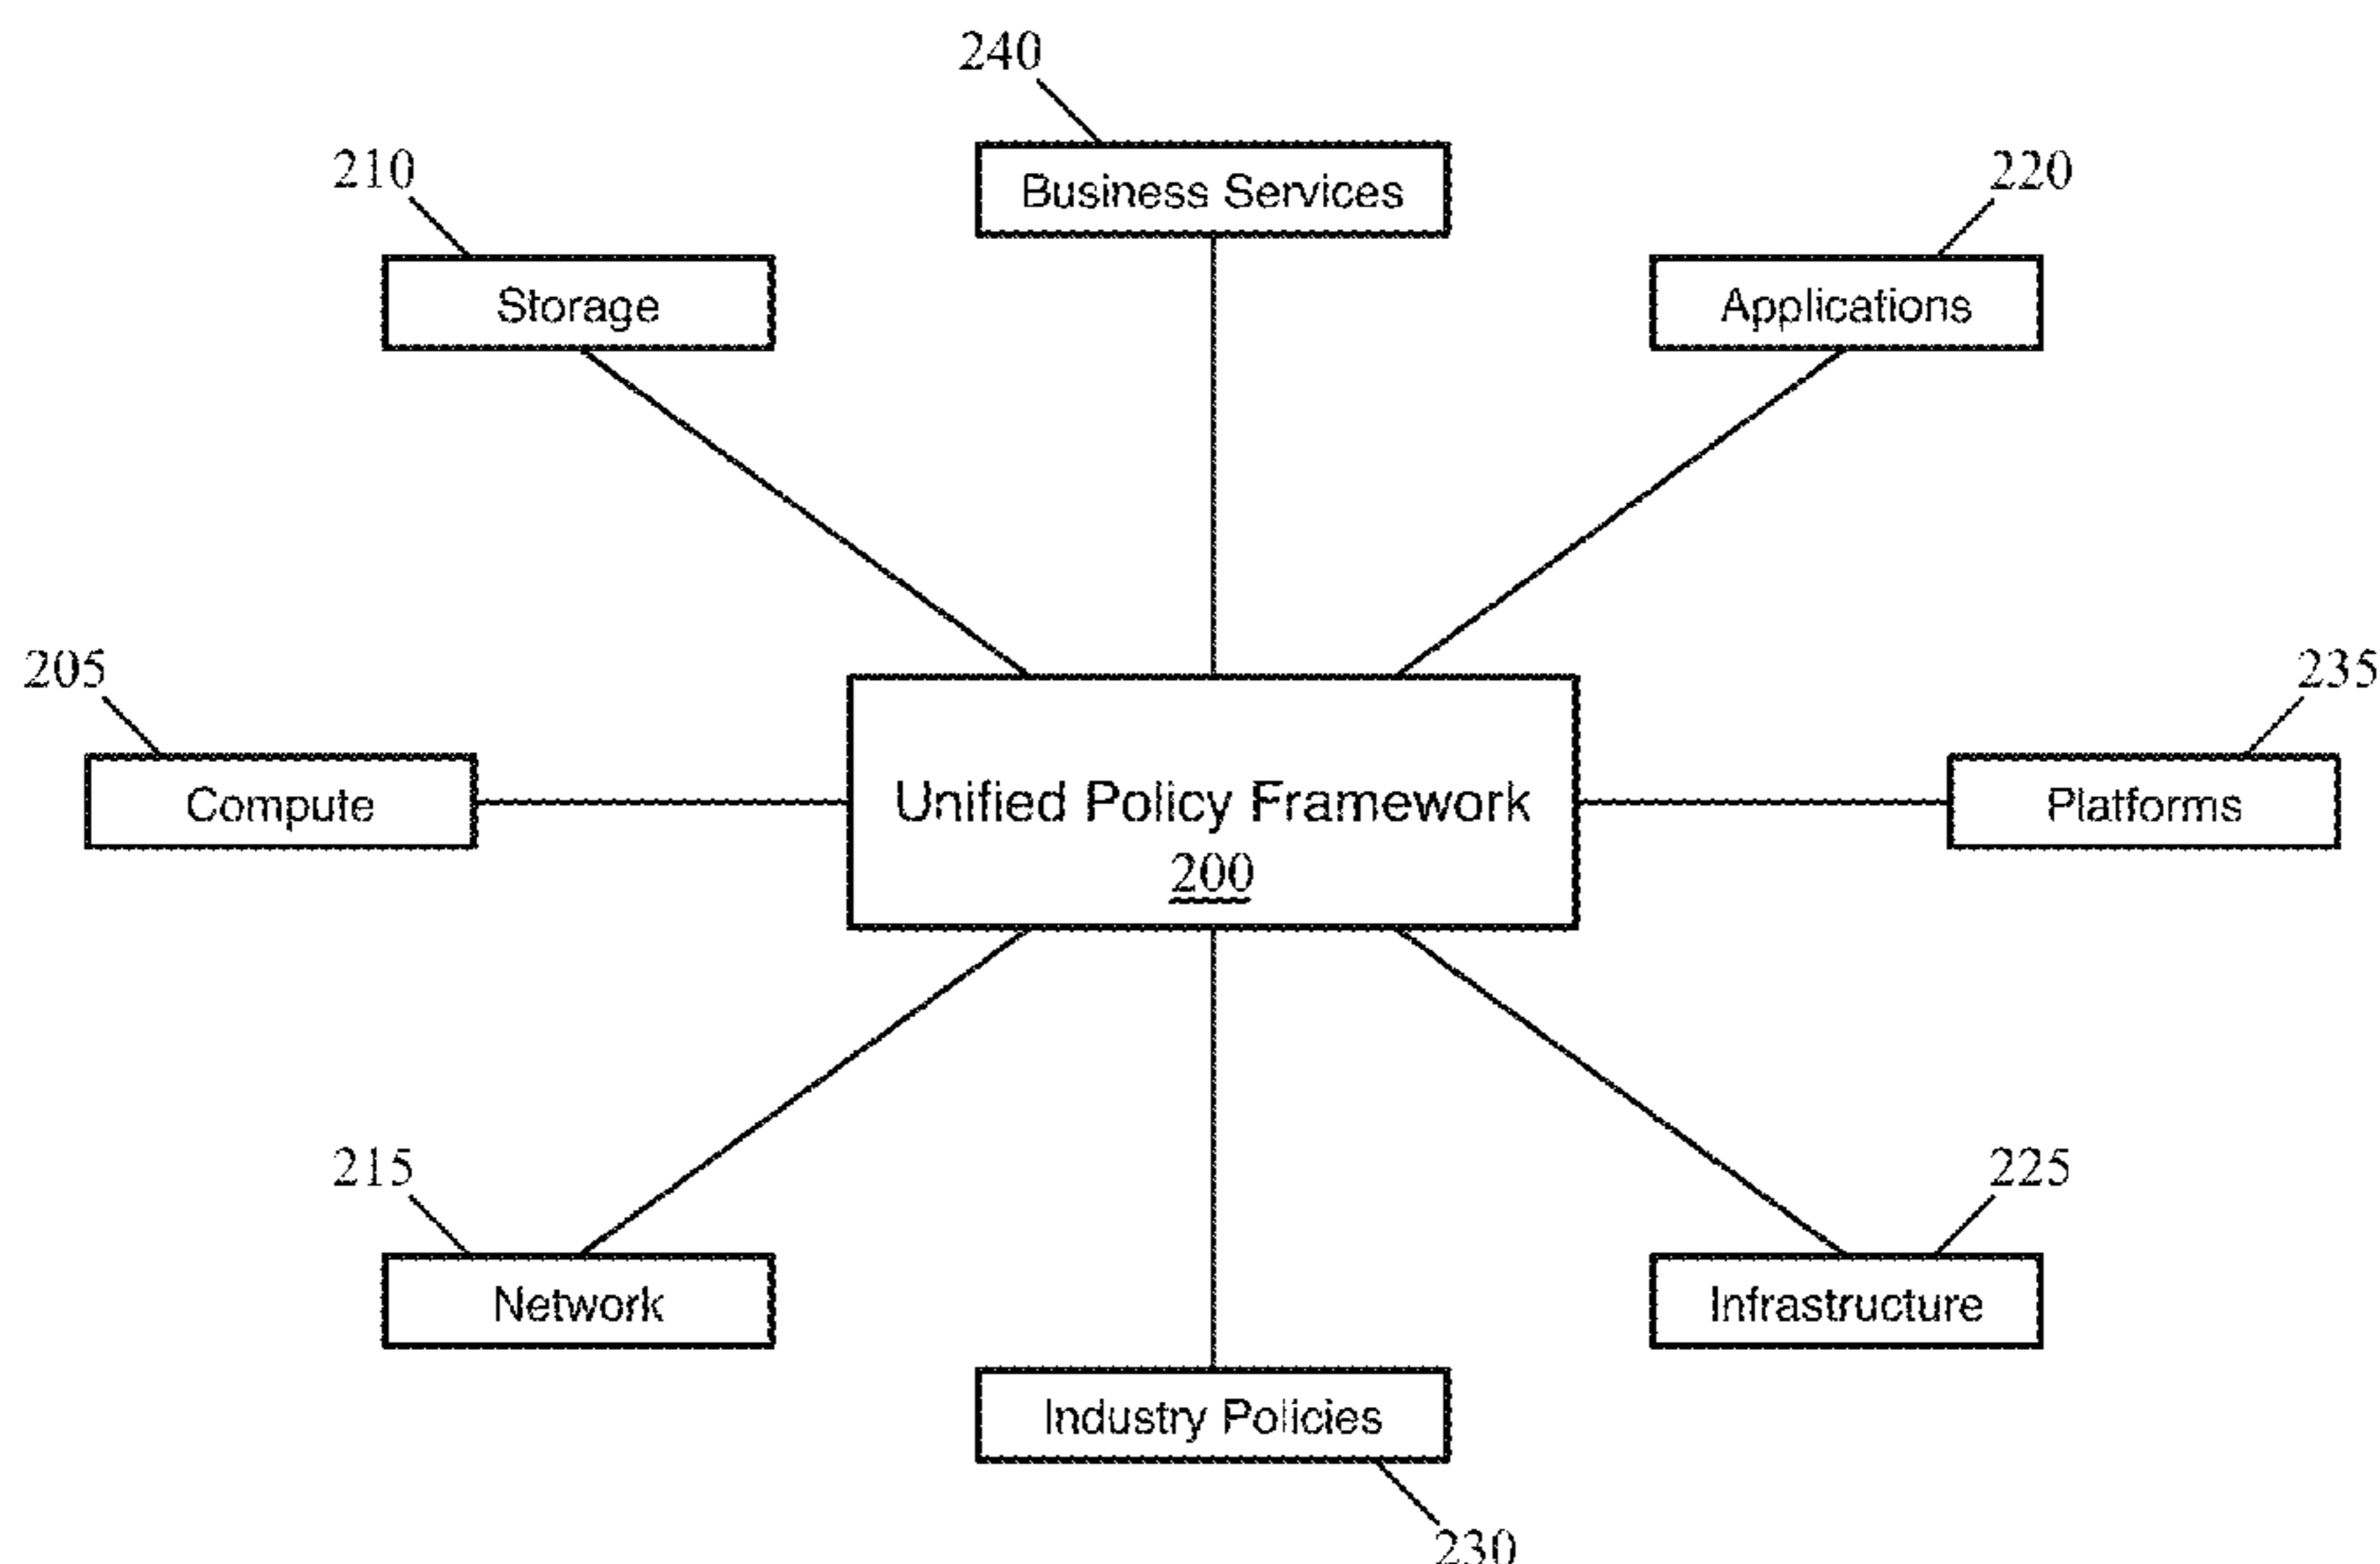 240
Business Services
210
Storage
220
Applications
205
Compute
Unified Policy Framework
200
235
Platforms
215
Network
225
Infrastructure
Industry Policies
230